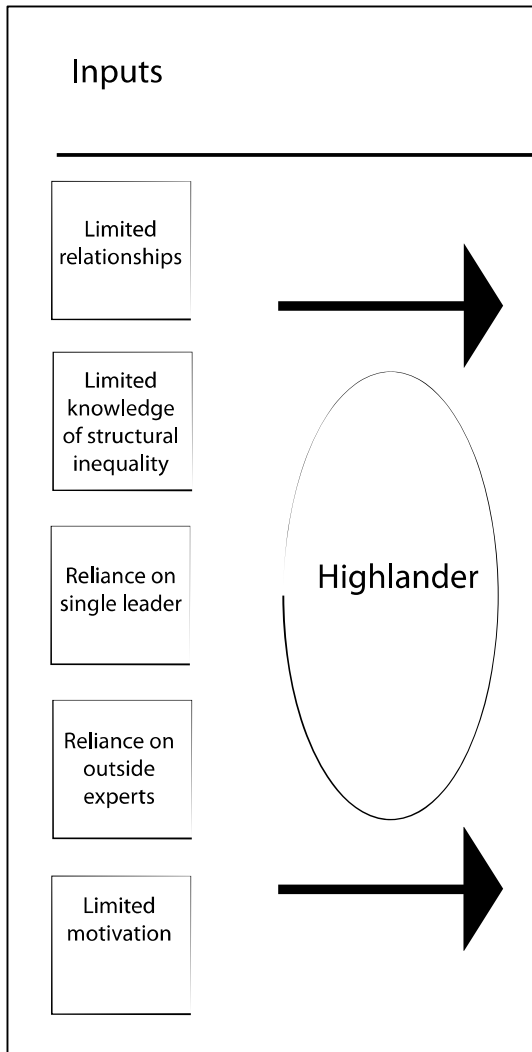 Inputs
Limited
relationships
Limited
knowledge
of structural
inequality
Reliance on
single leader
Reliance on
outside
experts
Limited
motivation
Highlander